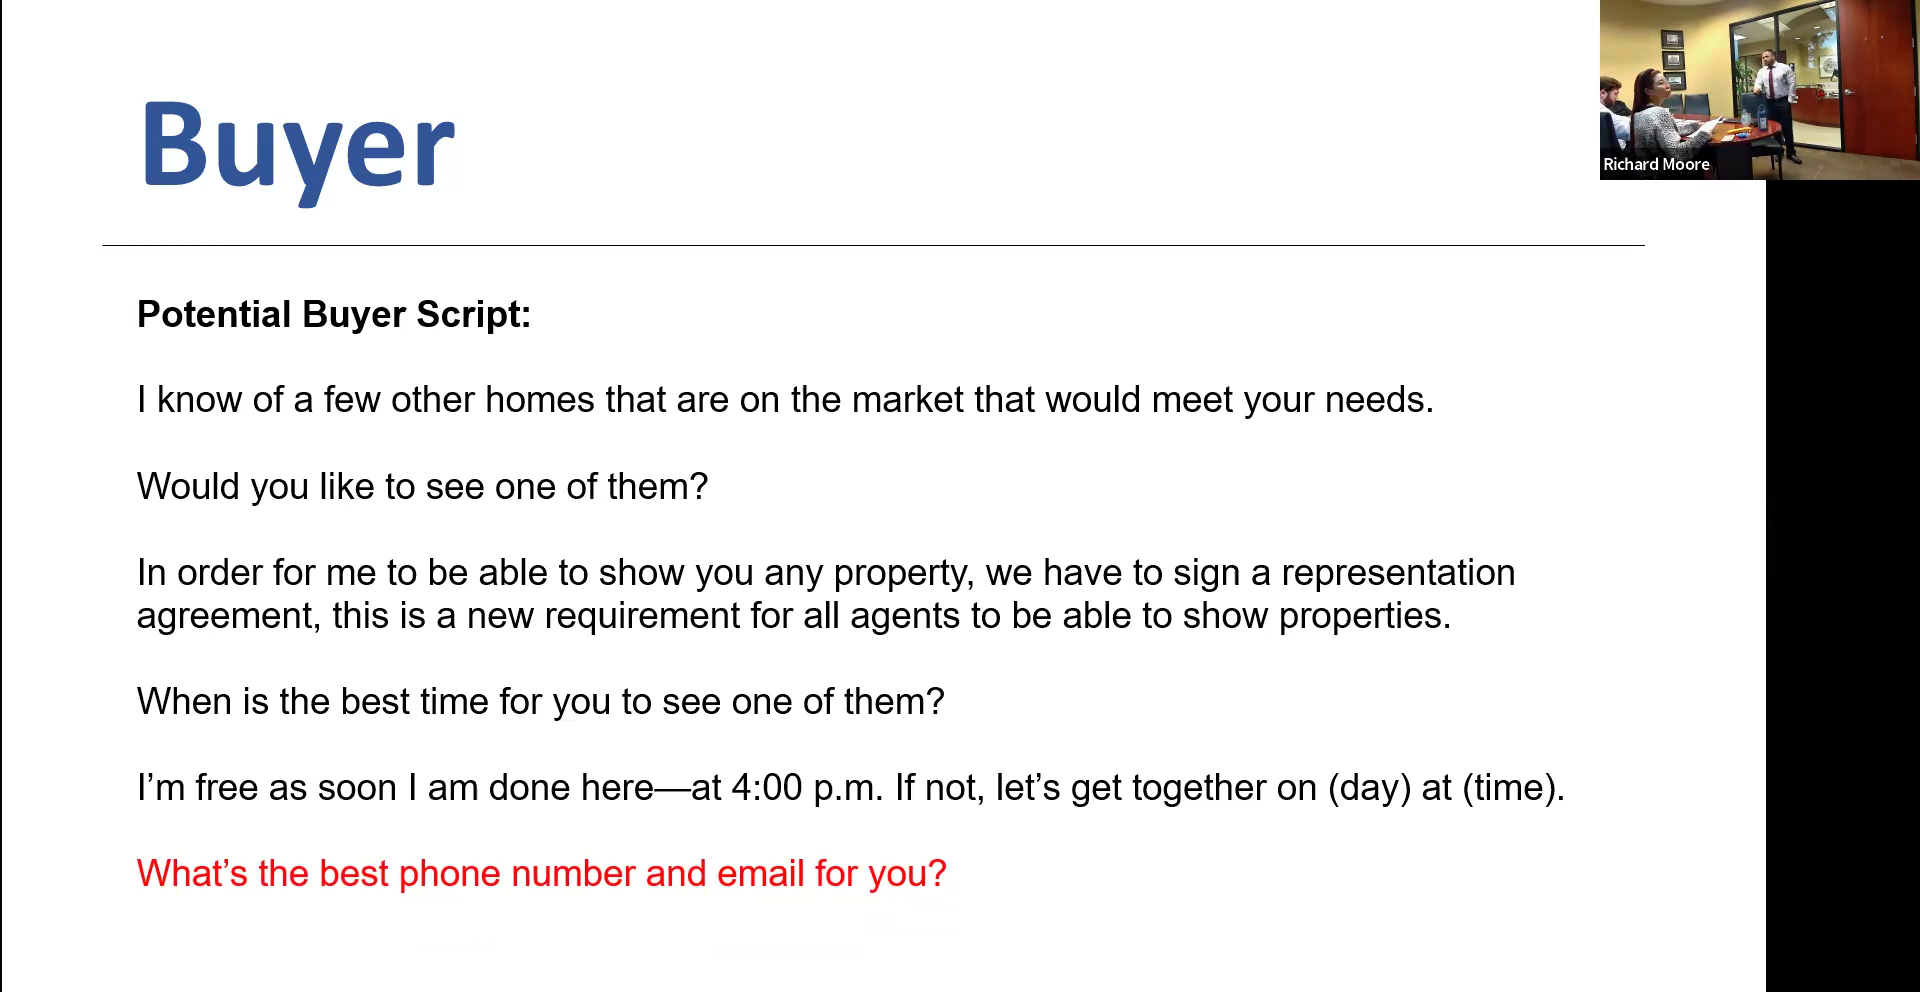 Buyer
Richard Moore
Potential Buyer Script:
I know of a few other homes that are on the market that would meet your needs.
Would you like to see one of them?
In order for me to be able to show you any property, we have to sign a representation
agreement, this is a new requirement for all agents to be able to show properties.
When is the best time for you to see one of them?
I’m free as soon I am done here—at 4:00 p.m. If not, let’s get together on (day) at (time).
What’s the best phone number and email for you?